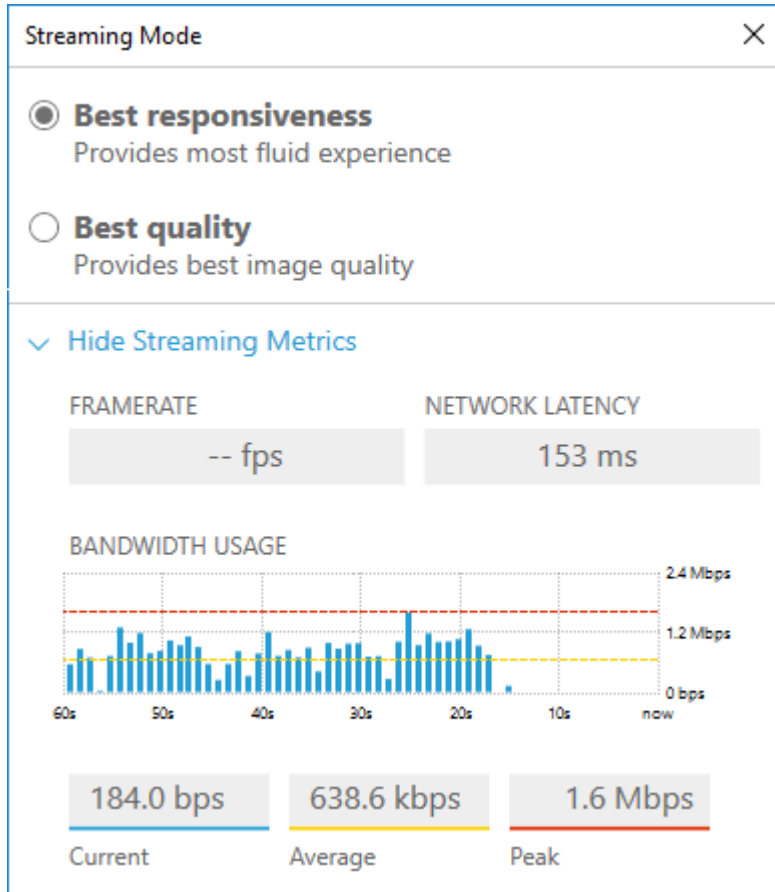 Streaming Mode
Best responsiveness
Provides most fluid experience
Best quality
Provides best image quality
Hide Streaming Metrics
FRAMERATE
NETWORK LATENCY
-- fps
153 ms
BANDWIDTH USAGE
2.4 Mbps
1.2 Mbps
0 bps
60s 50s 40s 30s 20s 10s now
184.0 bps
638.6 kbps
1.6 Mbps
Current
Average
Peak